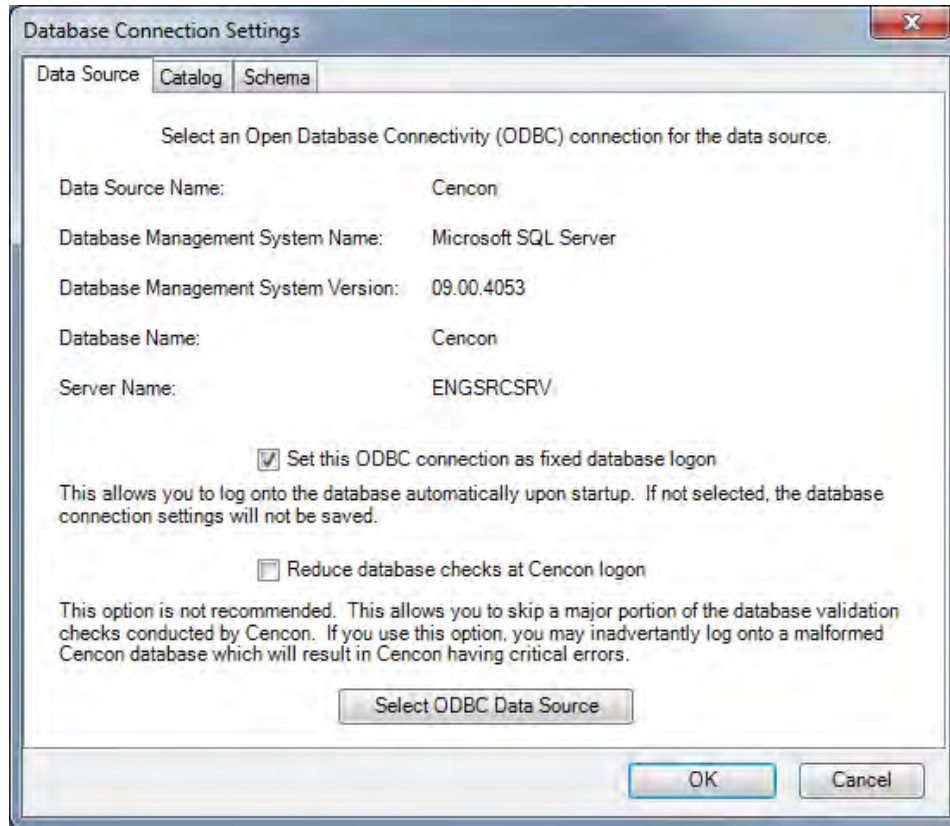 Database Connection Settings
Data Source Catalog Schema
Select an Open Database Connectivity (ODBC) connection for the data source.
Data Source Name: Cencon
Database Management System Name: Microsoft SQL Server
Database Management System Version: 09.00.4053
Database Name: Cencon
Server Name: ENGSRCSRV
Set this ODBC connection as fixed database logon
This allows you to log onto the database automatically upon startup. If not selected, the database
connection settings will not be saved.
Reduce database checks at Cencon logon
This option is not recommended. This allows you to skip a major portion of the database validation
checks conducted by Cencon. If you use this option, you may inadvertantly log onto a malformed
Cencon database which will result in Cencon having critical errors.
Select ODBC Data Source
OK Cancel